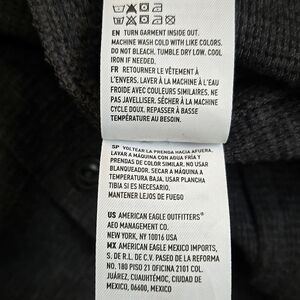 EN TURN GARMENT INSIDE OUT.
MACHINE WASH COLD WITH LIKE COLORS.
DO NOT BLEACH. TUMBLE DRY LOW. COOL
IRON IF NEEDED.
FR RETOURNER LE VÊTEMENT À
L'ENVERS. LAVER À LA MACHINE À L'EAU
FROIDE AVEC COULEURS SIMILAIRES. NE
PAS JAVELLISER. SÉCHER À LA MACHINE
CYCLE DOUX. REPASSER À BASSE
TEMPÉRATURE AU BESOIN.
SP VOLTEAR LA PRENDA HACIA AFUERA.
LAVAR A MÁQUINA CON AGUA FRÍA Y
PRENDAS DE COLOR SIMILAR. NO USAR
BLANQUEADOR. SECAR A MÁQUINA A
TEMPERATURA BAJA. USAR PLANCHA
TIBIA SI ES NECESARIO.
MANTENER LEJOS DE FUEGO
US AMERICAN EAGLE OUTFITTERS®
AEO MANAGEMENT CO.
NEW YORK, NY 10016 USA
MX AMERICAN EAGLE MEXICO IMPORTS,
S. DE R.L. DE C.V. PASEO DE LA REFORMA
NO. 180 PISO 21 OFICINA 2101 COL.
JUÁREZ, CUAUHTÉMOC, CIUDAD DE
MÉXICO, 06600, MEXICO